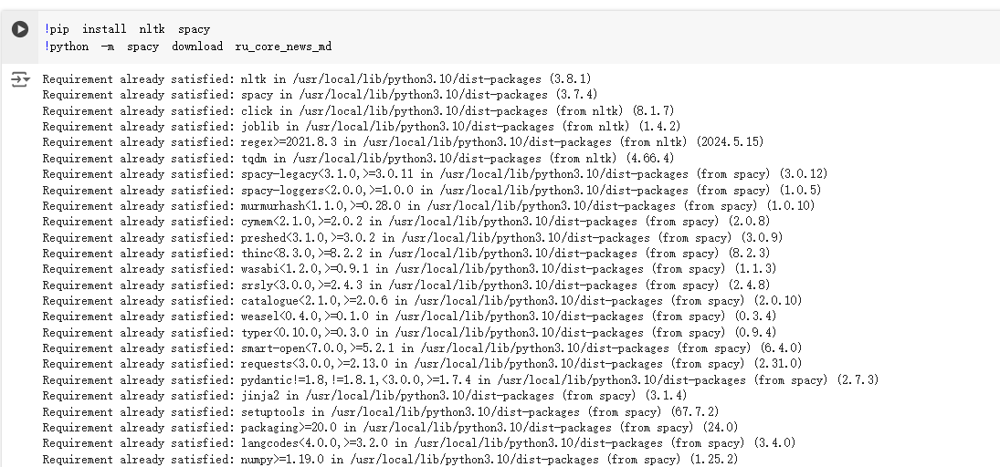 !pip install nltk spacy
!python -m spacy download ru_core_news_md
Requirement already satisfied: nltk in /usr/local/lib/python3.10/dist-packages (3.8.1)
Requirement already satisfied: spacy in /usr/local/lib/python3.10/dist-packages (3.7.4)
Requirement already satisfied: click in /usr/local/lib/python3.10/dist-packages (from nltk) (8.1.7)
Requirement already satisfied: joblib in /usr/local/lib/python3.10/dist-packages (from nltk) (1.4.2)
Requirement already satisfied: regex>=2021.8.3 in /usr/local/lib/python3.10/dist-packages (from nltk) (2024.5.15)
Requirement already satisfied: tqdm in /usr/local/lib/python3.10/dist-packages (from nltk) (4.66.4)
Requirement already satisfied: spacy-legacy<3.1.0,>=3.0.11 in /usr/local/lib/python3.10/dist-packages (from spacy) (3.0.12)
Requirement already satisfied: spacy-loggers<2.0.0,>=1.0.0 in /usr/local/lib/python3.10/dist-packages (from spacy) (1.0.5)
Requirement already satisfied: murmurhash<1.1.0,>=0.28.0 in /usr/local/lib/python3.10/dist-packages (from spacy) (1.0.10)
Requirement already satisfied: cymem<2.1.0,>=2.0.2 in /usr/local/lib/python3.10/dist-packages (from spacy) (2.0.8)
Requirement already satisfied: preshed<3.1.0,>=3.0.2 in /usr/local/lib/python3.10/dist-packages (from spacy) (3.0.9)
Requirement already satisfied: thinc<8.3.0,>=8.2.2 in /usr/local/lib/python3.10/dist-packages (from spacy) (8.2.3)
Requirement already satisfied: wasabi<1.2.0,>=0.9.1 in /usr/local/lib/python3.10/dist-packages (from spacy) (1.1.3)
Requirement already satisfied: srsly<3.0.0,>=2.4.3 in /usr/local/lib/python3.10/dist-packages (from spacy) (2.4.8)
Requirement already satisfied: catalogue<2.1.0,>=2.0.6 in /usr/local/lib/python3.10/dist-packages (from spacy) (2.0.10)
Requirement already satisfied: weasel<0.4.0,>=0.1.0 in /usr/local/lib/python3.10/dist-packages (from spacy) (0.3.4)
Requirement already satisfied: typer<0.10.0,>=0.3.0 in /usr/local/lib/python3.10/dist-packages (from spacy) (0.9.4)
Requirement already satisfied: smart-open<7.0.0,>=5.2.1 in /usr/local/lib/python3.10/dist-packages (from spacy) (6.4.0)
Requirement already satisfied: requests<3.0.0,>=2.13.0 in /usr/local/lib/python3.10/dist-packages (from spacy) (2.31.0)
Requirement already satisfied: pydantic!=1.8,!=1.8.1,<3.0.0,>=1.7.4 in /usr/local/lib/python3.10/dist-packages (from spacy) (2.7.3)
Requirement already satisfied: jinja2 in /usr/local/lib/python3.10/dist-packages (from spacy) (3.1.4)
Requirement already satisfied: setuptools in /usr/local/lib/python3.10/dist-packages (from spacy) (67.7.2)
Requirement already satisfied: packaging>=20.0 in /usr/local/lib/python3.10/dist-packages (from spacy) (24.0)
Requirement already satisfied: langcodes<4.0.0,>=3.2.0 in /usr/local/lib/python3.10/dist-packages (from spacy) (3.4.0)
Requirement already satisfied: numpy>=1.19.0 in /usr/local/lib/python3.10/dist-packages (from spacy) (1.25.2)